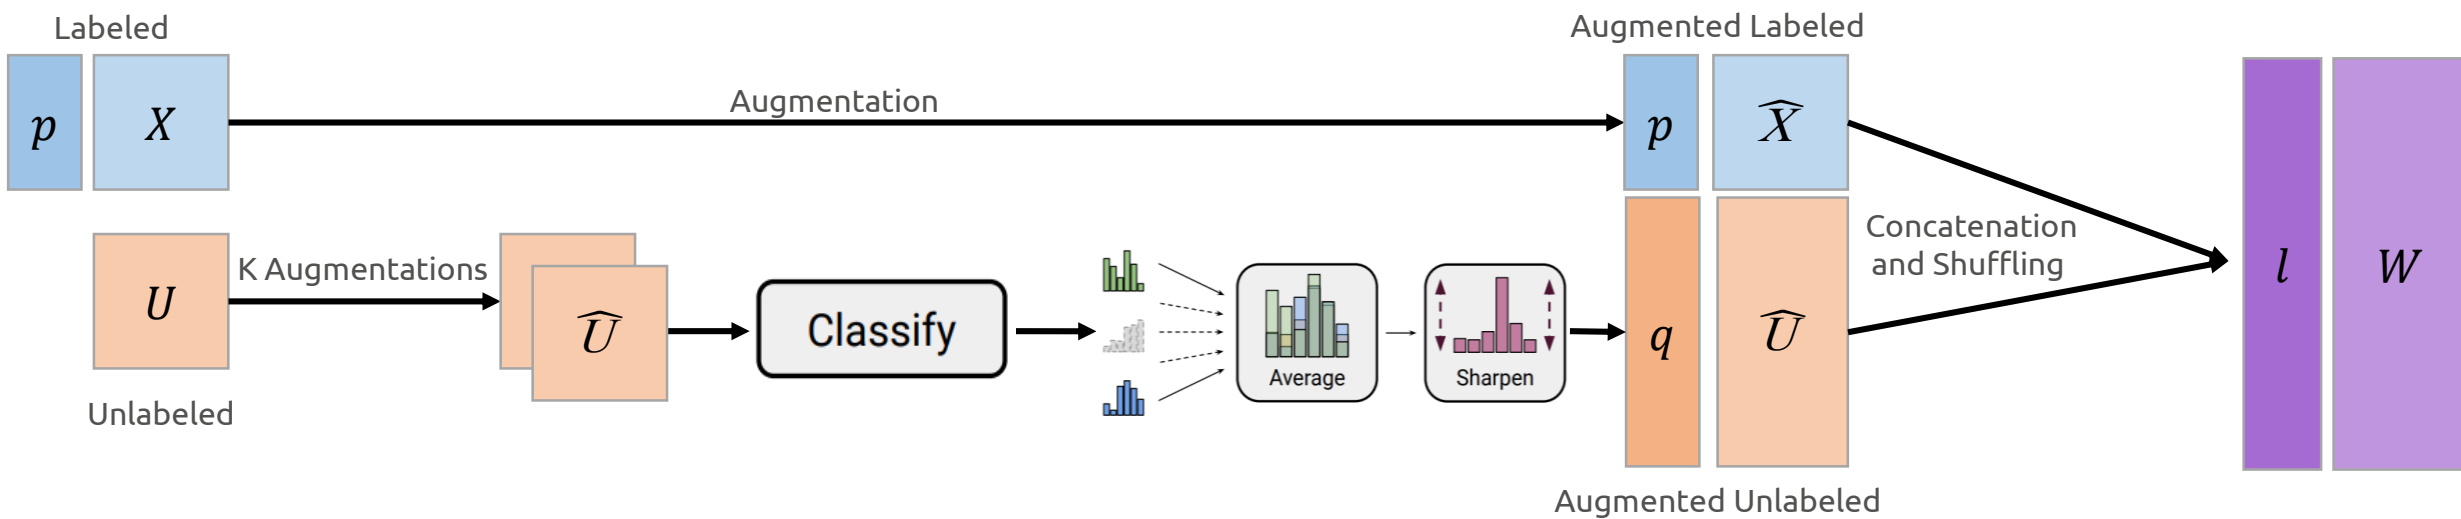 Labeled
p
X
Augmentation
Augmented Labeled
p
X̂
U
Unlabeled
K Augmentations
Û
Classify
Average
Sharpen
q
Û
Augmented Unlabeled
Concatenation
and Shuffling
l
W